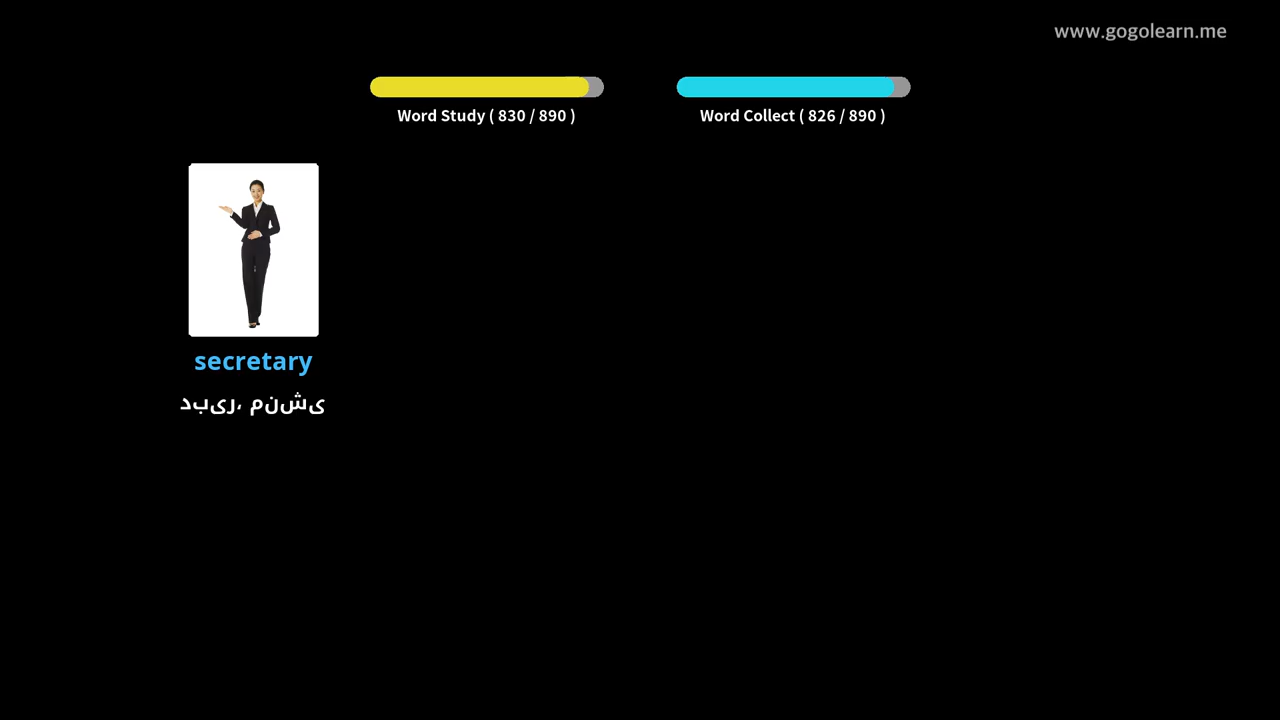 www.gogolearn.me
Word Study ( 830 / 890 )
Word Collect ( 826 / 890 )
secretary
دبیر، منشی